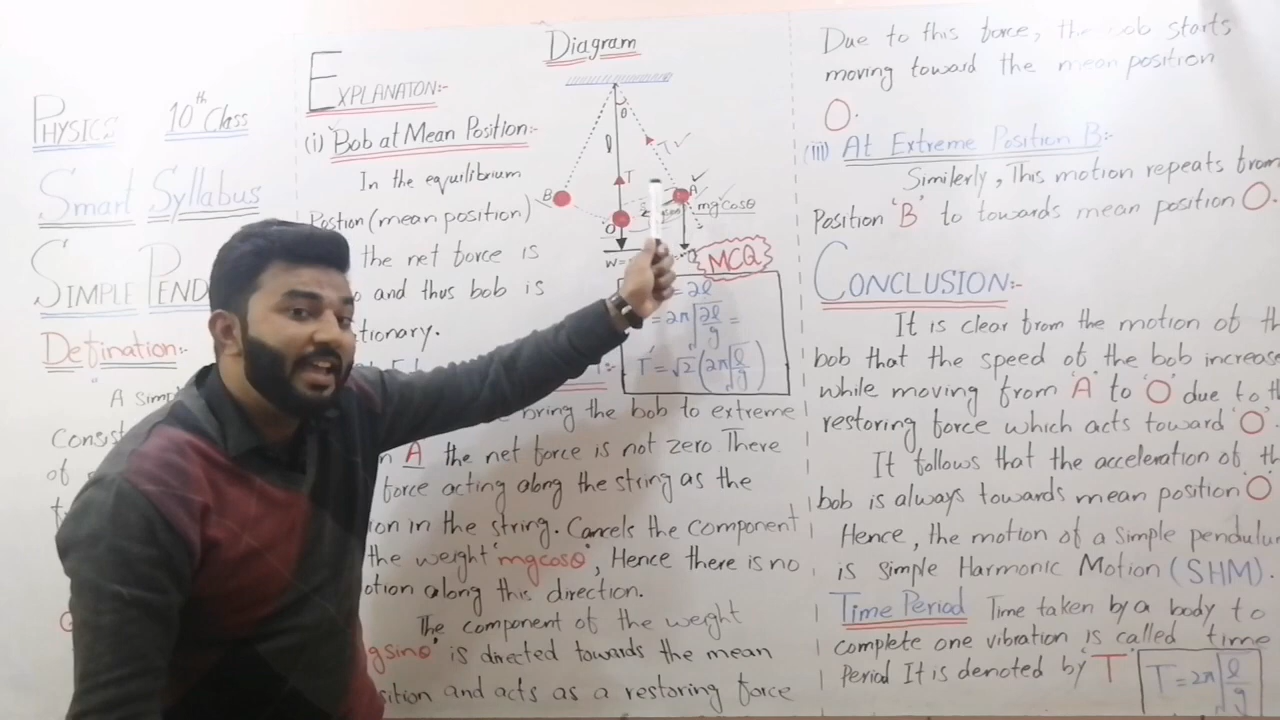 PHYSICS 10th Class
Smart Syllabus
SIMPLE PEND
Defination:-
"A simp
Consist
of
EXPLANATON:-
(i) Bob at Mean Position:-
In the equilibrium
Postion (mean position)
the net force is
and thus bob is
tionary.
bring the bob to extreme
A the net force is not zero. There
force acting along the string as the
ion in the string. Cancels the component
the weight 'mgcosθ', Hence there is no
otion along this direction.
The component of the weight
gsinθ' is directed towards the mean
sition and acts as a restoring force
Diagram
θ
l
T
T
B
A
O
mgcosθ
W=
MCQ
= 2l
= 2π√2l/g =
T' = √2 (2π√l/g)
Due to this force, the bob starts
moving toward the mean position
O.
(iii) At Extreme Position B:-
Similerly, This motion repeats from
Position 'B' to towards mean position O.
CONCLUSION:-
It is clear from the motion of th
bob that the speed of the bob increase
while moving from 'A' to 'O' due to th
restoring force which acts toward 'O'.
It follows that the acceleration of th
bob is always towards mean position 'O'
Hence, the motion of a Simple pendulum
is Simple Harmonic Motion (SHM).
Time Period Time taken by a body to
complete one vibration is called time
Period It is denoted by 'T'
T = 2π√l/g